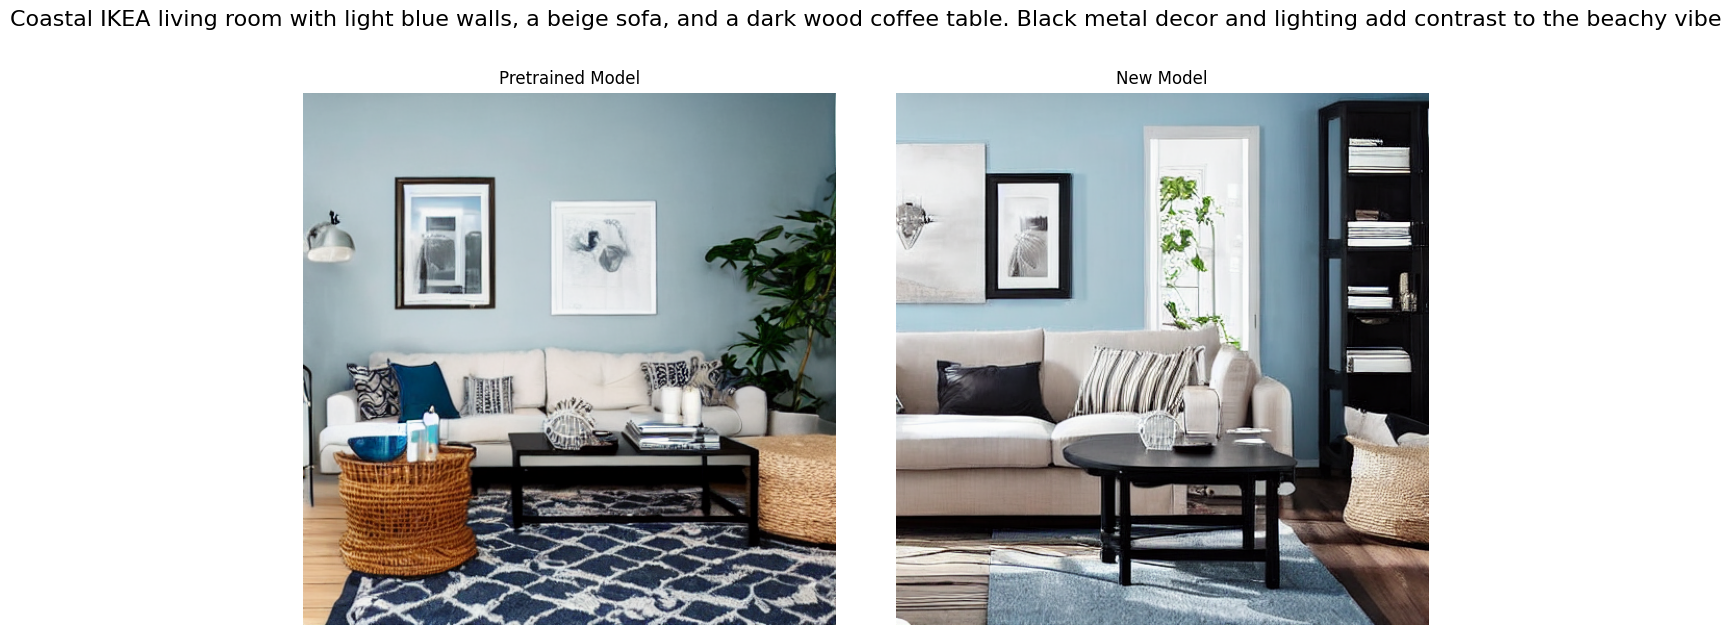 Coastal IKEA living room with light blue walls, a beige sofa, and a dark wood coffee table. Black metal decor and lighting add contrast to the beachy vibe
Pretrained Model
New Model